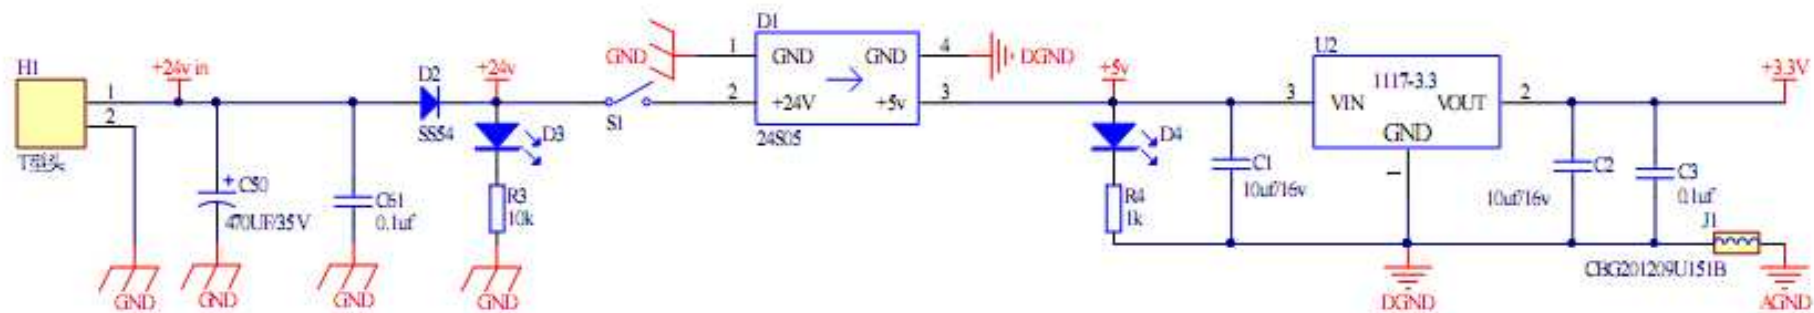 H1
1
2
T型头
+24v in
+
C50
470UF/35V
C61
0.1uf
D2
SS54
+24v
D3
R3
10k
GND
GND
GND
GND
S1
GND
1
2
D1
GND
GND
+24V
+5v
24S05
4
3
DGND
+5v
D4
R4
1k
C1
10uf/16v
3
U2
1117-3.3
VIN
VOUT
GND
1
2
DGND
C2
10uf/16v
C3
0.1uf
+3.3V
J1
CBG201209U151B
AGND